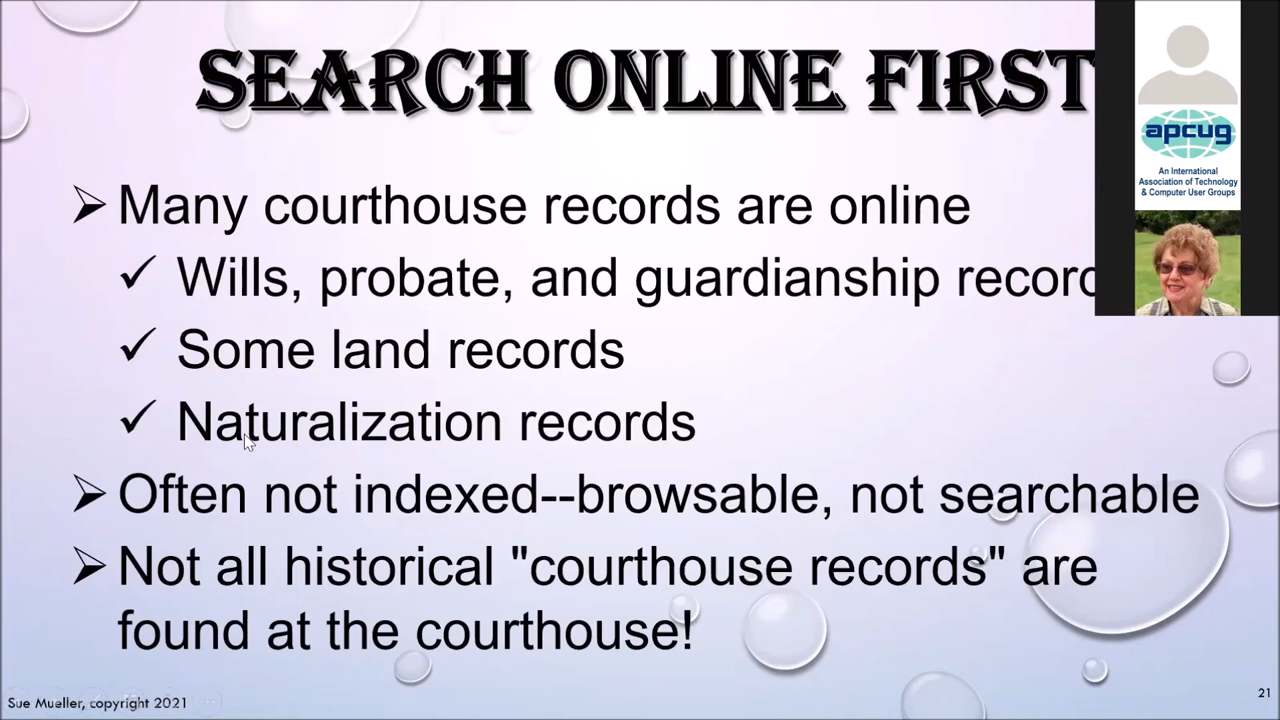 SEARCH ONLINE FIRST
Many courthouse records are online
Wills, probate, and guardianship
Some land records
Naturalization records
Often not indexed--browsable, not searchable
Not all historical "courthouse records" are
found at the courthouse!
Sue Mueller, copyright 2021
21
apcug
An International
Association of Technology
& Computer User Groups